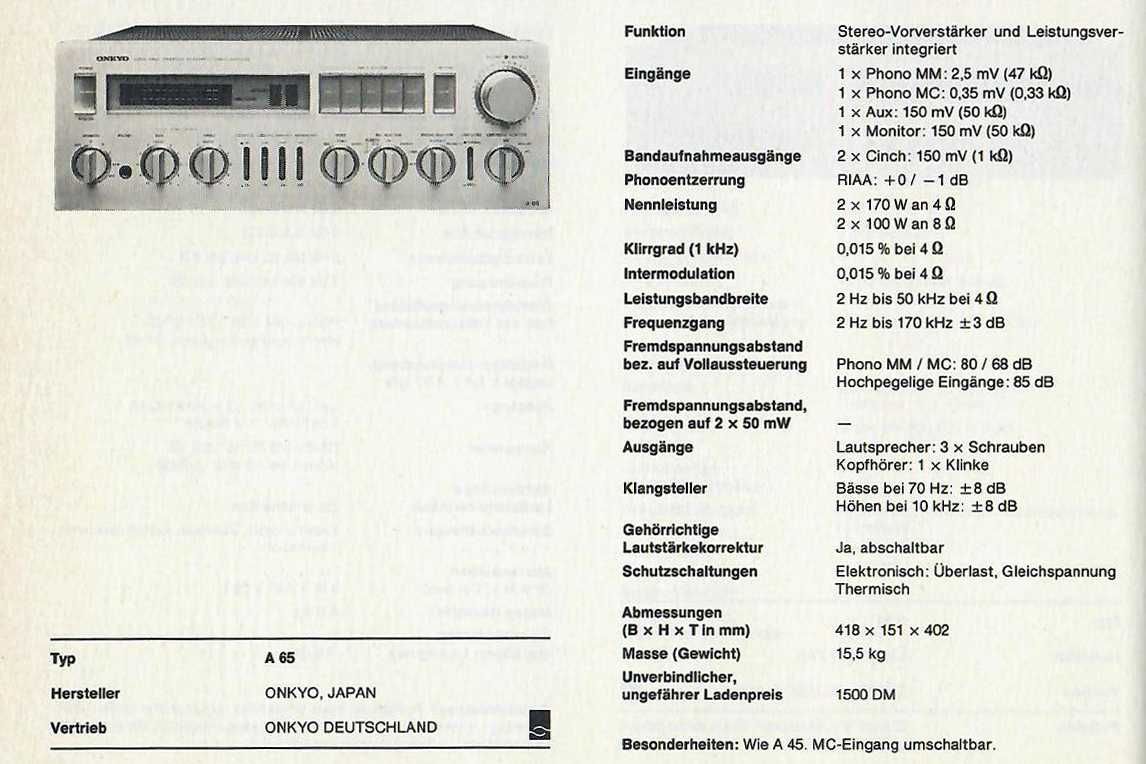 ONKYO
A 65
Typ A 65
Hersteller ONKYO, JAPAN
Vertrieb ONKYO DEUTSCHLAND
Funktion Stereo-Vorverstärker und Leistungsver-
stärker integriert
Eingänge 1 × Phono MM: 2,5 mV (47 kΩ)
1 × Phono MC: 0,35 mV (0,33 kΩ)
1 × Aux: 150 mV (50 kΩ)
1 × Monitor: 150 mV (50 kΩ)
Bandaufnahmeausgänge 2 × Cinch: 150 mV (1 kΩ)
Phonoentzerrung RIAA: +0 / −1 dB
Nennleistung 2 × 170 W an 4 Ω
2 × 100 W an 8 Ω
Klirrgrad (1 kHz) 0,015 % bei 4 Ω
Intermodulation 0,015 % bei 4 Ω
Leistungsbandbreite 2 Hz bis 50 kHz bei 4 Ω
Frequenzgang 2 Hz bis 170 kHz ±3 dB
Fremdspannungsabstand
bez. auf Vollaussteuerung Phono MM / MC: 80 / 68 dB
Hochpegelige Eingänge: 85 dB
Fremdspannungsabstand,
bezogen auf 2 × 50 mW —
Ausgänge Lautsprecher: 3 × Schrauben
Kopfhörer: 1 × Klinke
Klangsteller Bässe bei 70 Hz: ±8 dB
Höhen bei 10 kHz: ±8 dB
Gehörrichtige
Lautstärkekorrektur Ja, abschaltbar
Schutzschaltungen Elektronisch: Überlast, Gleichspannung
Thermisch
Abmessungen
(B × H × T in mm) 418 × 151 × 402
Masse (Gewicht) 15,5 kg
Unverbindlicher,
ungefährer Ladenpreis 1500 DM
Besonderheiten: Wie A 45. MC-Eingang umschaltbar.